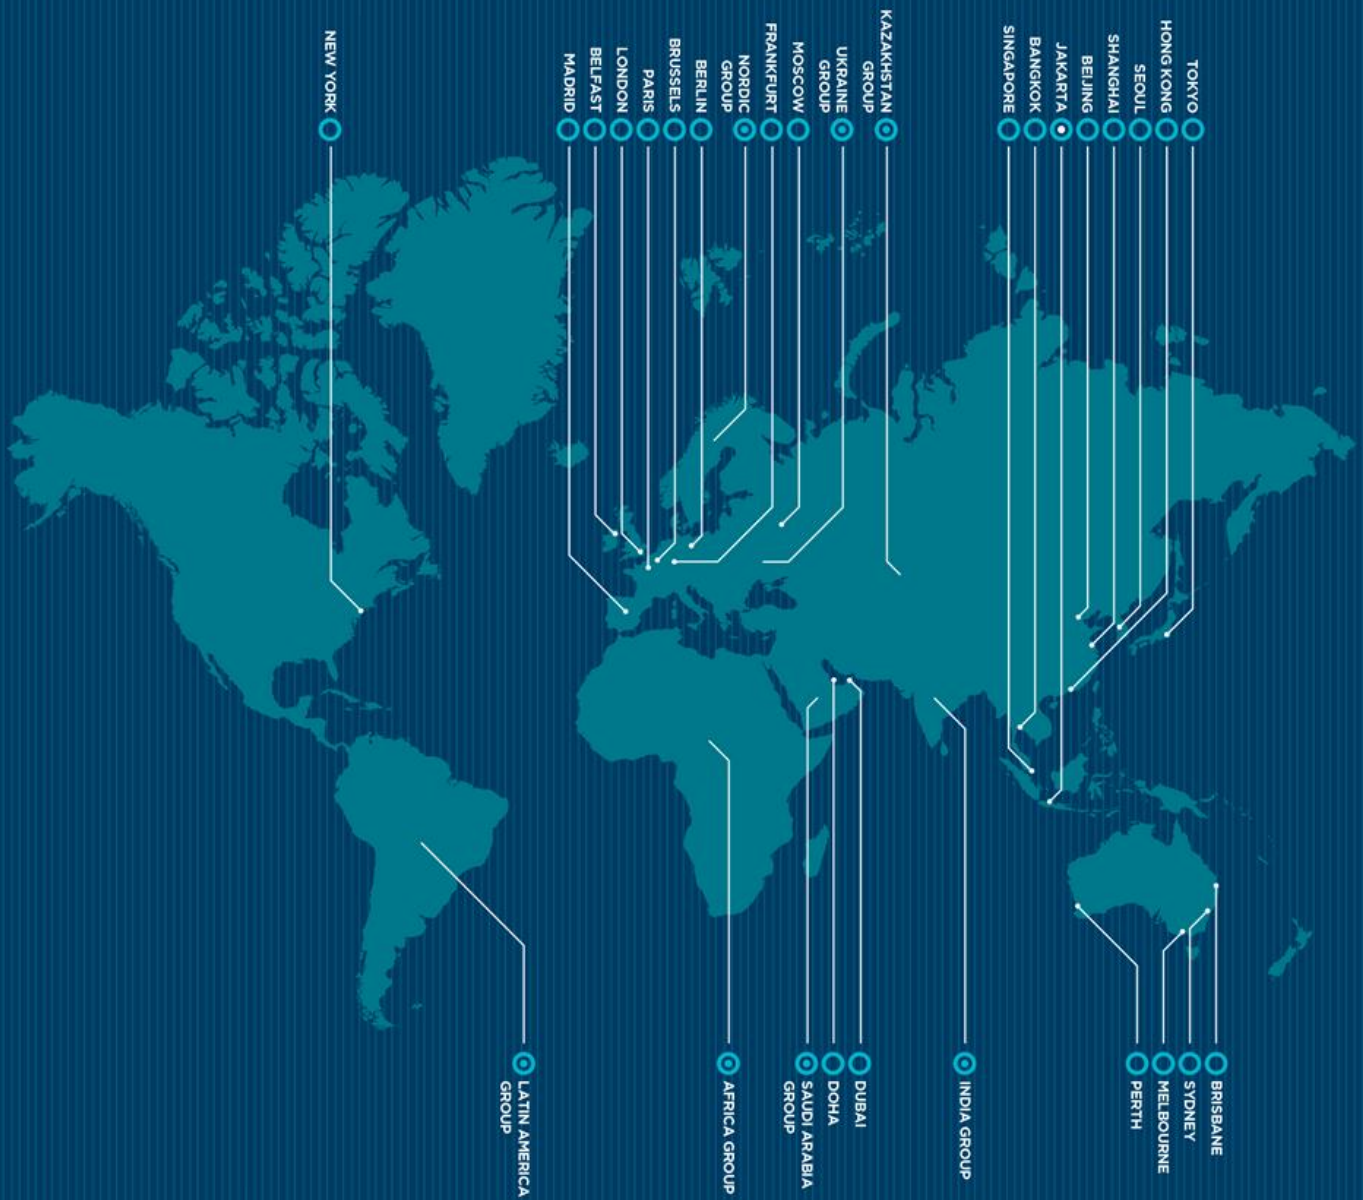 NEW YORK
MADRID
BELFAST
LONDON
PARIS
BRUSSELS
BERLIN
NORDIC
GROUP
FRANKFURT
MOSCOW
UKRAINE
GROUP
KAZAKHSTAN
GROUP
SINGAPORE
BANGKOK
JAKARTA
BEIJING
SHANGHAI
SEOUL
HONG KONG
TOKYO
LATIN AMERICA
GROUP
AFRICA GROUP
SAUDI ARABIA
GROUP
DOHA
DUBAI
INDIA GROUP
PERTH
MELBOURNE
SYDNEY
BRISBANE